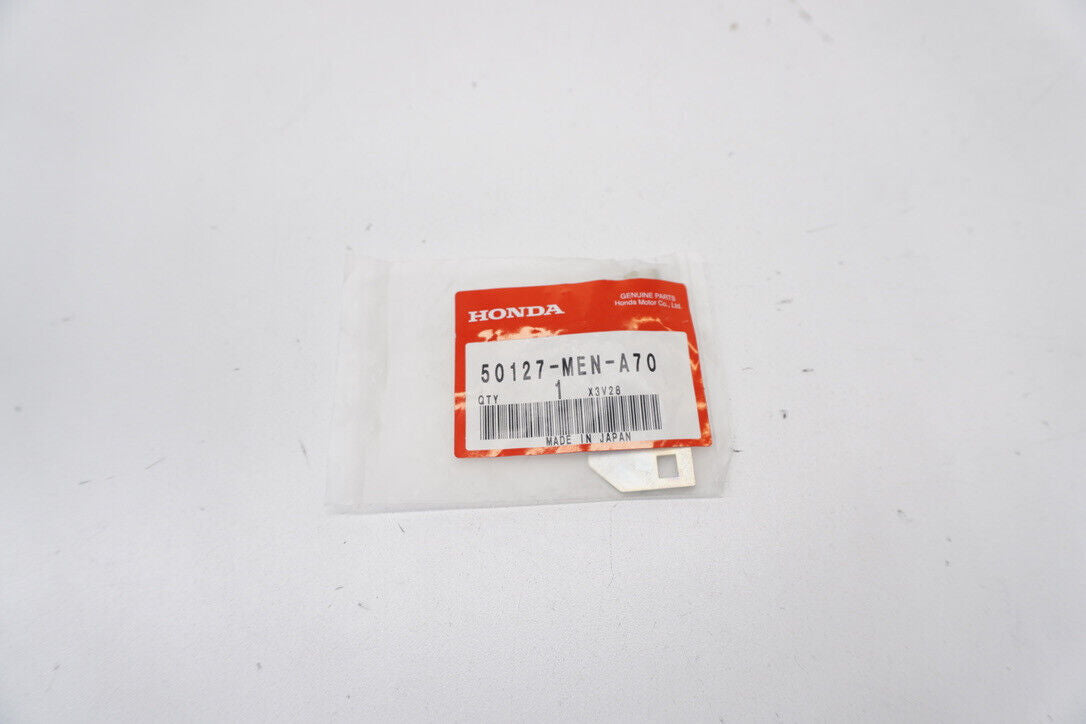 HONDA
GENUINE PARTS
Honda Motor Co., Ltd.
50127-MEN-A70
QTY 1 X3V28
MADE IN JAPAN